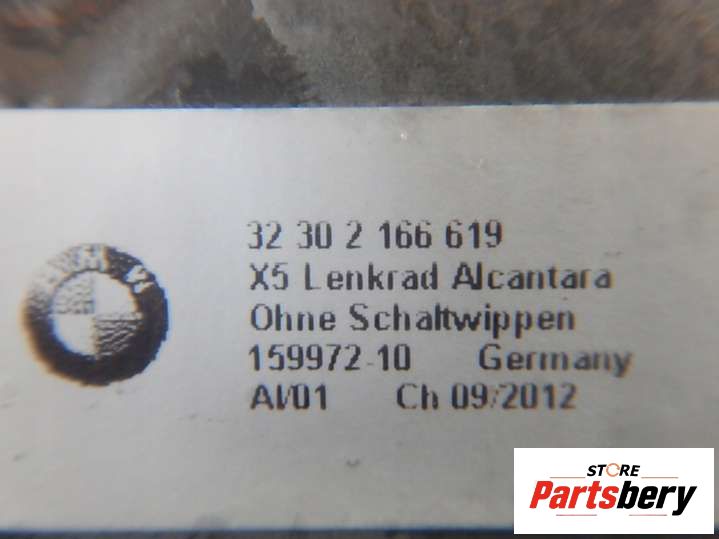 BMW
32 30 2 166 619
X5 Lenkrad Alcantara
Ohne Schaltwippen
159972-10 Germany
AI/01 Ch 09/2012
STORE
Partsbery